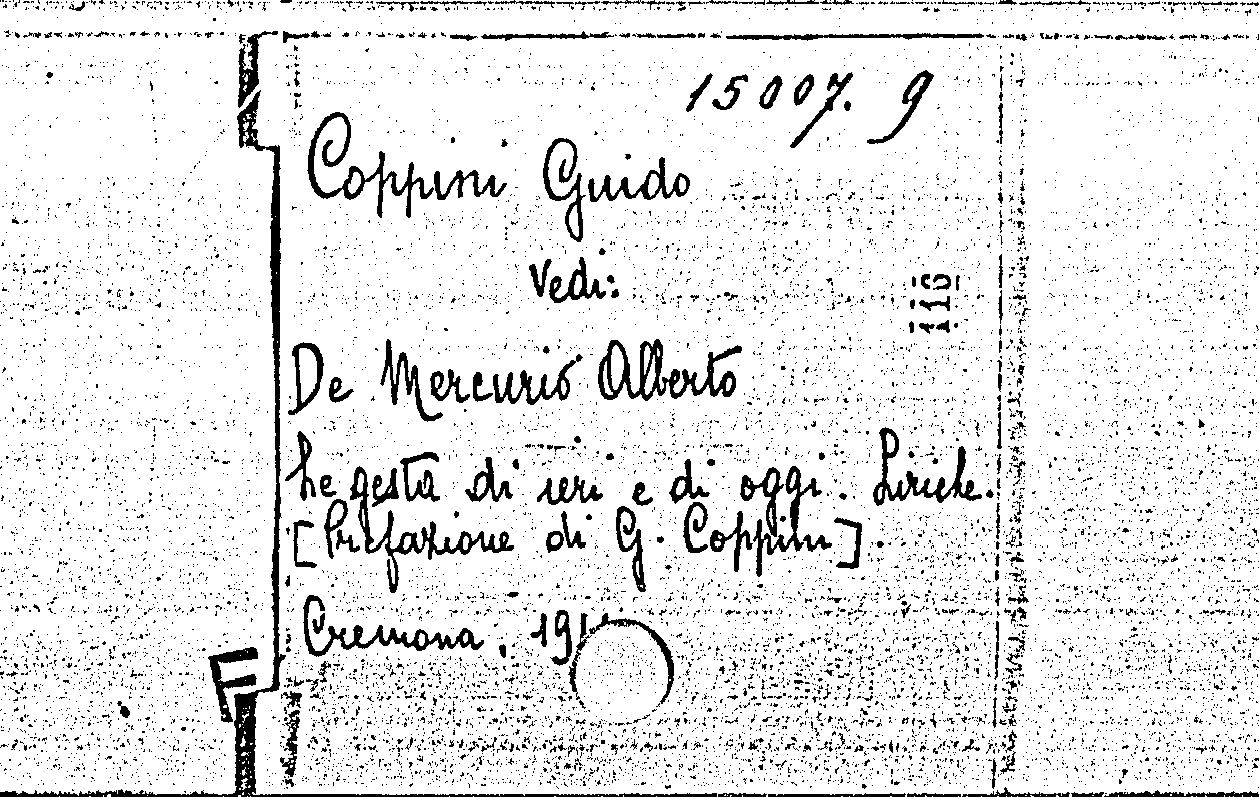 15007. 9
Coppini Guido
Vedi:
110
De Mercurio Alberto
Le gesta di ieri e di oggi. Liriche.
[Prefazione di G. Coppini].
Cremona.